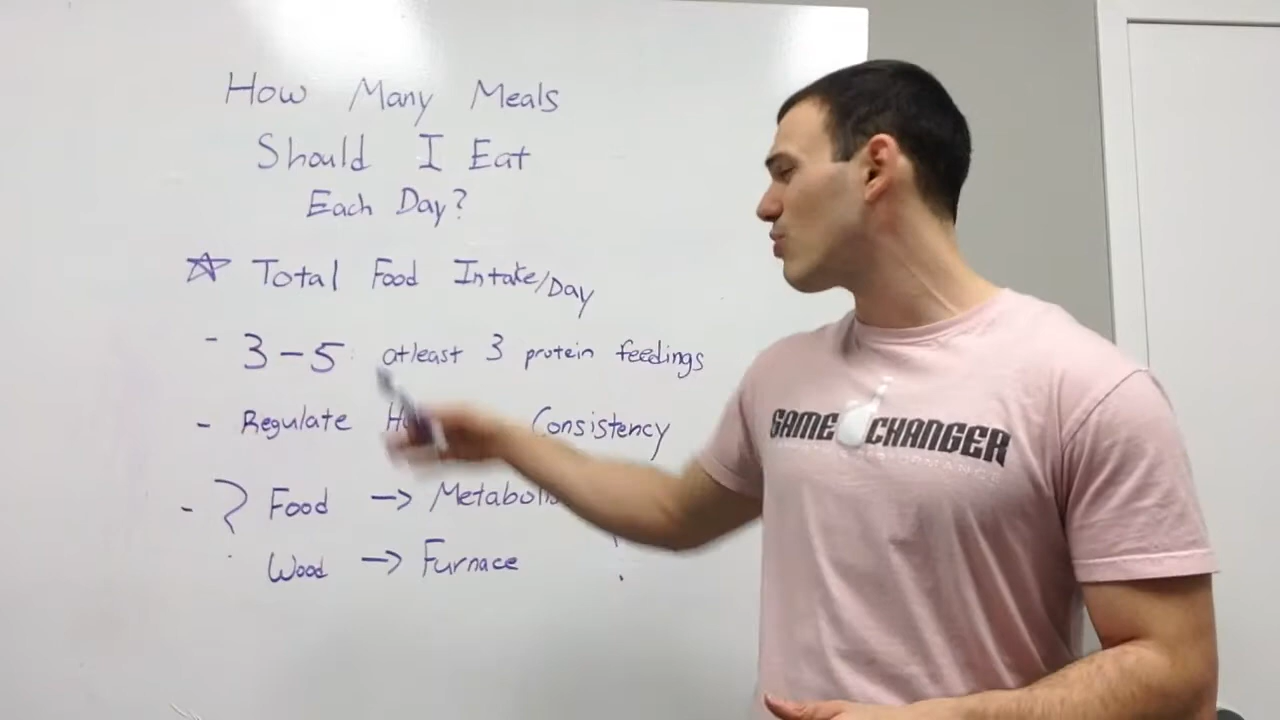 How Many Meals
Should I Eat
Each Day?
Total Food Intake/Day
- 3-5 atleast 3 protein feedings
- Regulate Consistency
- ? Food -> ?
Wood -> Furnace
GAME CHANGER